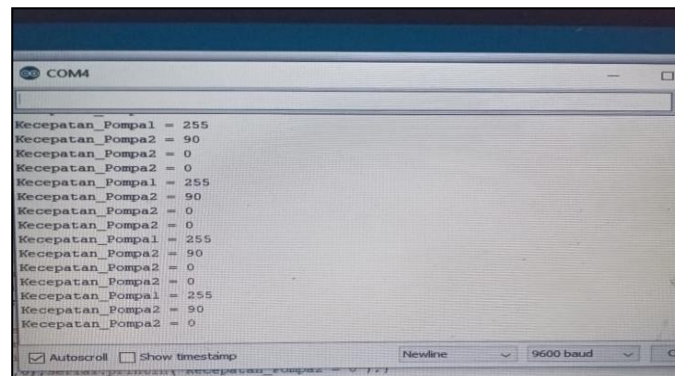 COM4
Kecepatan_Pompa1 = 255
Kecepatan_Pompa2 = 90
Kecepatan_Pompa2 = 0
Kecepatan_Pompa2 = 0
Kecepatan_Pompa1 = 255
Kecepatan_Pompa2 = 90
Kecepatan_Pompa2 = 0
Kecepatan_Pompa2 = 0
Kecepatan_Pompa1 = 255
Kecepatan_Pompa2 = 90
Kecepatan_Pompa2 = 0
Kecepatan_Pompa2 = 0
Kecepatan_Pompa1 = 255
Kecepatan_Pompa2 = 90
Kecepatan_Pompa2 = 0
Autoscroll Show timestamp Newline 9600 baud